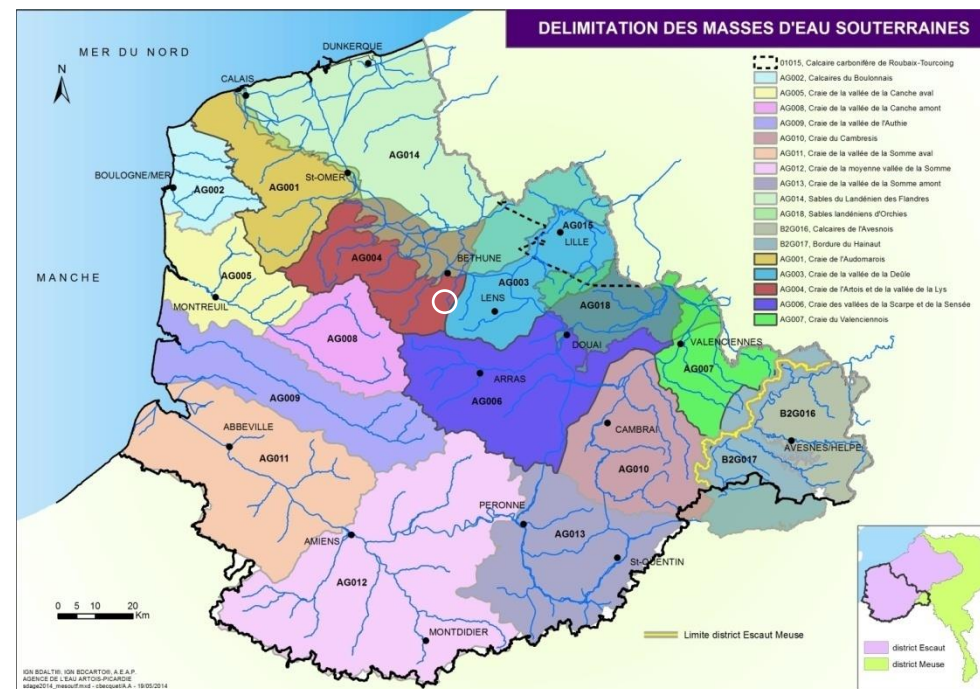 DELIMITATION DES MASSES D'EAU SOUTERRAINES
MER DU NORD
N
DUNKERQUE
CALAIS
AG014
St-OMER
BOULOGNE/MER
AG002
AG001
AG015
LILLE
AG004
BETHUNE
AG003
MANCHE
AG005
MONTREUIL
LENS
AG018
AG008
DOUAI
VALENCIENNES
ARRAS
AG007
AG009
AG006
B2G016
ABBEVILLE
CAMBRAI
AVESNES/HELPE
AG011
AG010
B2G017
PERONNE
AMIENS
AG013
St-QUENTIN
AG012
MONTDIDIER
01015, Calcaire carbonifère de Roubaix-Tourcoing
AG002, Calcaires du Boulonnais
AG005, Craie de la vallée de la Canche aval
AG008, Craie de la vallée de la Canche amont
AG009, Craie de la vallée de l'Authie
AG010, Craie du Cambresis
AG011, Craie de la vallée de la Somme aval
AG012, Craie de la moyenne vallée de la Somme
AG013, Craie de la vallée de la Somme amont
AG014, Sables du Landénien des Flandres
AG018, Sables landéniens d'Orchies
B2G016, Calcaires de l'Avesnois
B2G017, Bordure du Hainaut
AG001, Craie de l'Audomarois
AG003, Craie de la vallée de la Deûle
AG004, Craie de l'Artois et de la vallée de la Lys
AG006, Craie des vallées de la Scarpe et de la Sensée
AG007, Craie du Valenciennois
0 5 10 20
Km
Limite district Escaut Meuse
district Escaut
district Meuse
IGN BDALTI®, IGN BDCARTO®, A.E.A.P.
AGENCE DE L'EAU ARTOIS-PICARDIE
sdage2014_mesoutf.mxd - cbecquet/A.A - 19/05/2014